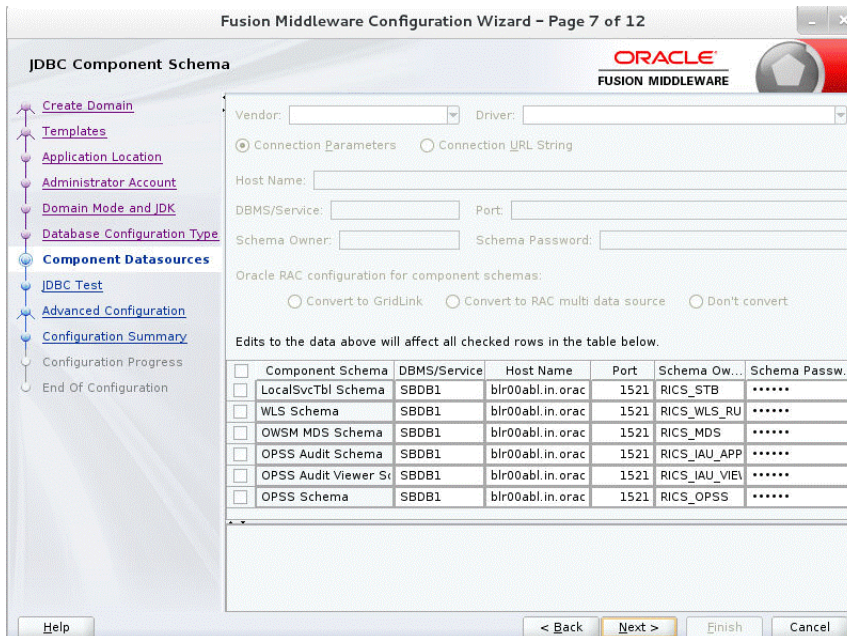 Fusion Middleware Configuration Wizard – Page 7 of 12
JDBC Component Schema
ORACLE
FUSION MIDDLEWARE
Create Domain
Templates
Application Location
Administrator Account
Domain Mode and JDK
Database Configuration Type
Component Datasources
JDBC Test
Advanced Configuration
Configuration Summary
Configuration Progress
End Of Configuration
Vendor: Driver:
Connection Parameters Connection URL String
Host Name:
DBMS/Service: Port:
Schema Owner: Schema Password:
Oracle RAC configuration for component schemas:
Convert to GridLink Convert to RAC multi data source Don't convert
Edits to the data above will affect all checked rows in the table below.
Component Schema DBMS/Service Host Name Port Schema Ow... Schema Passw...
LocalSvcTbl Schema SBDB1 blr00abl.in.orac 1521 RICS_STB ••••••
WLS Schema SBDB1 blr00abl.in.orac 1521 RICS_WLS_RU ••••••
OWSM MDS Schema SBDB1 blr00abl.in.orac 1521 RICS_MDS ••••••
OPSS Audit Schema SBDB1 blr00abl.in.orac 1521 RICS_IAU_APP ••••••
OPSS Audit Viewer Sc SBDB1 blr00abl.in.orac 1521 RICS_IAU_VIEW ••••••
OPSS Schema SBDB1 blr00abl.in.orac 1521 RICS_OPSS ••••••
Help < Back Next > Finish Cancel